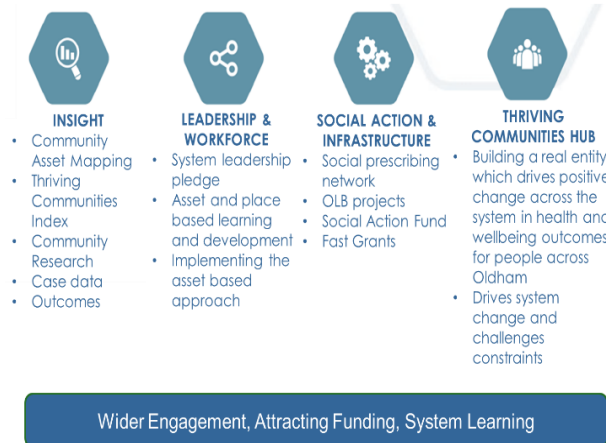 INSIGHT
• Community
Asset Mapping
• Thriving
Communities
Index
• Community
Research
• Case data
• Outcomes
LEADERSHIP &
WORKFORCE
• System leadership
pledge
• Asset and place
based learning
and development
• Implementing the
asset based
approach
SOCIAL ACTION &
INFRASTRUCTURE
• Social prescribing
network
• OLB projects
• Social Action Fund
• Fast Grants
THRIVING
COMMUNITIES HUB
• Building a real entity
which drives positive
change across the
system in health and
wellbeing outcomes
for people across
Oldham
• Drives system
change and
challenges
constraints
Wider Engagement, Attracting Funding, System Learning